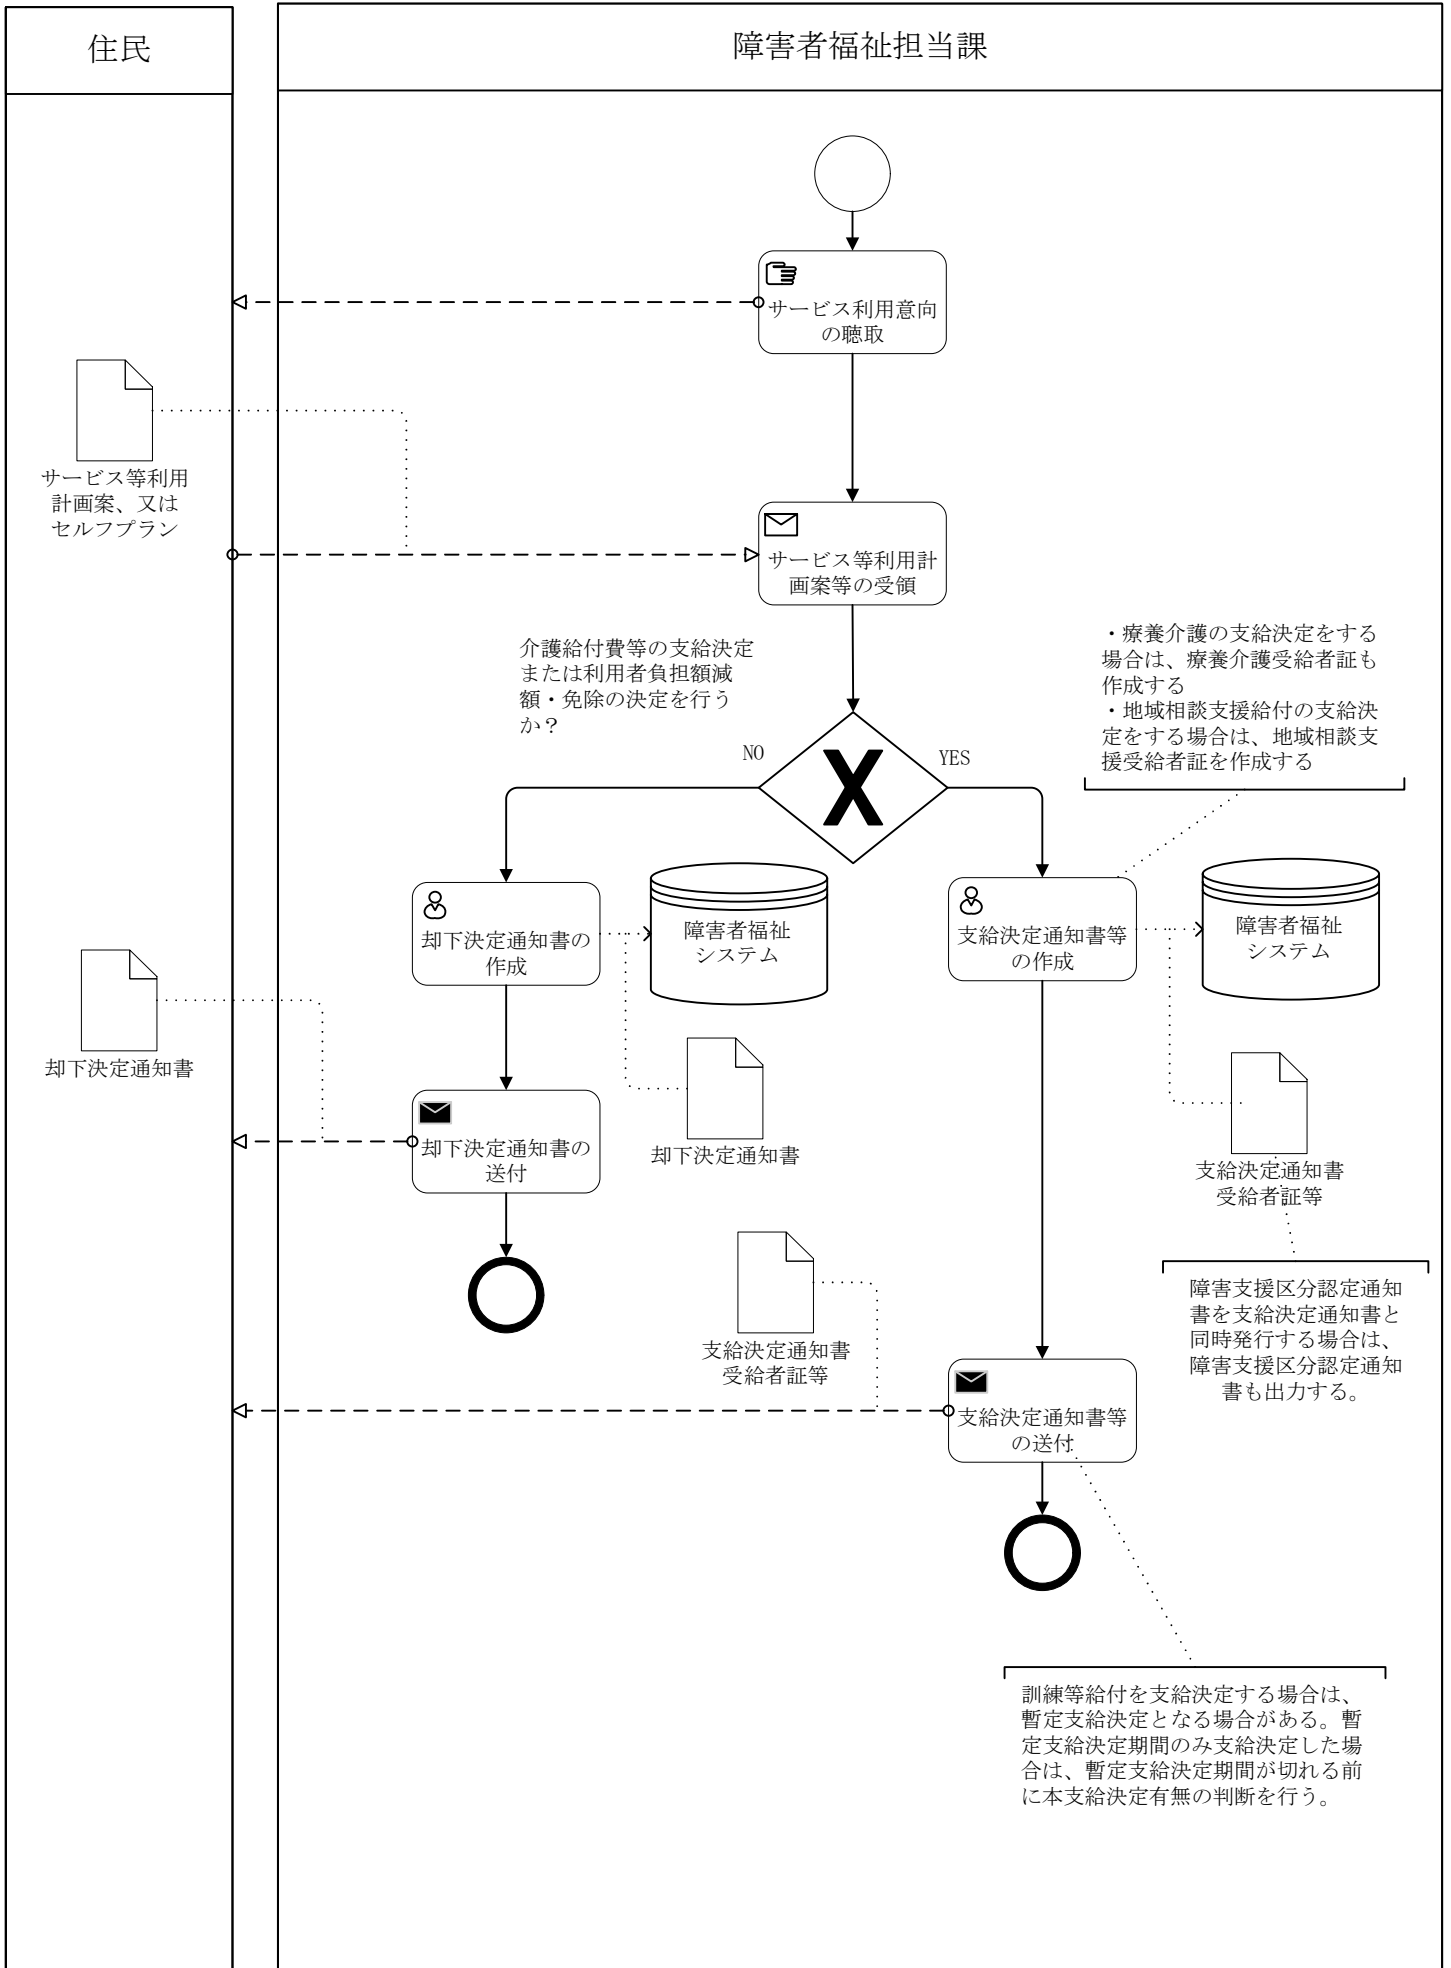 住民
障害者福祉担当課
サービス利用意向
の聴取
サービス等利用
計画案、又は
セルフプラン
サービス等利用計
画案等の受領
介護給付費等の支給決定
または利用者負担額減
額・免除の決定を行う
か？
・療養介護の支給決定をする
場合は、療養介護受給者証も
作成する
・地域相談支援給付の支給決
定をする場合は、地域相談支
援受給者証を作成する
NO
YES
X
却下決定通知書の
作成
障害者福祉
システム
支給決定通知書等
の作成
障害者福祉
システム
却下決定通知書
却下決定通知書の
送付
却下決定通知書
支給決定通知書
受給者証等
支給決定通知書
受給者証等
障害支援区分認定通知
書を支給決定通知書と
同時発行する場合は、
障害支援区分認定通知
書も出力する。
支給決定通知書等
の送付
訓練等給付を支給決定する場合は、
暫定支給決定となる場合がある。暫
定支給決定期間のみ支給決定した場
合は、暫定支給決定期間が切れる前
に本支給決定有無の判断を行う。